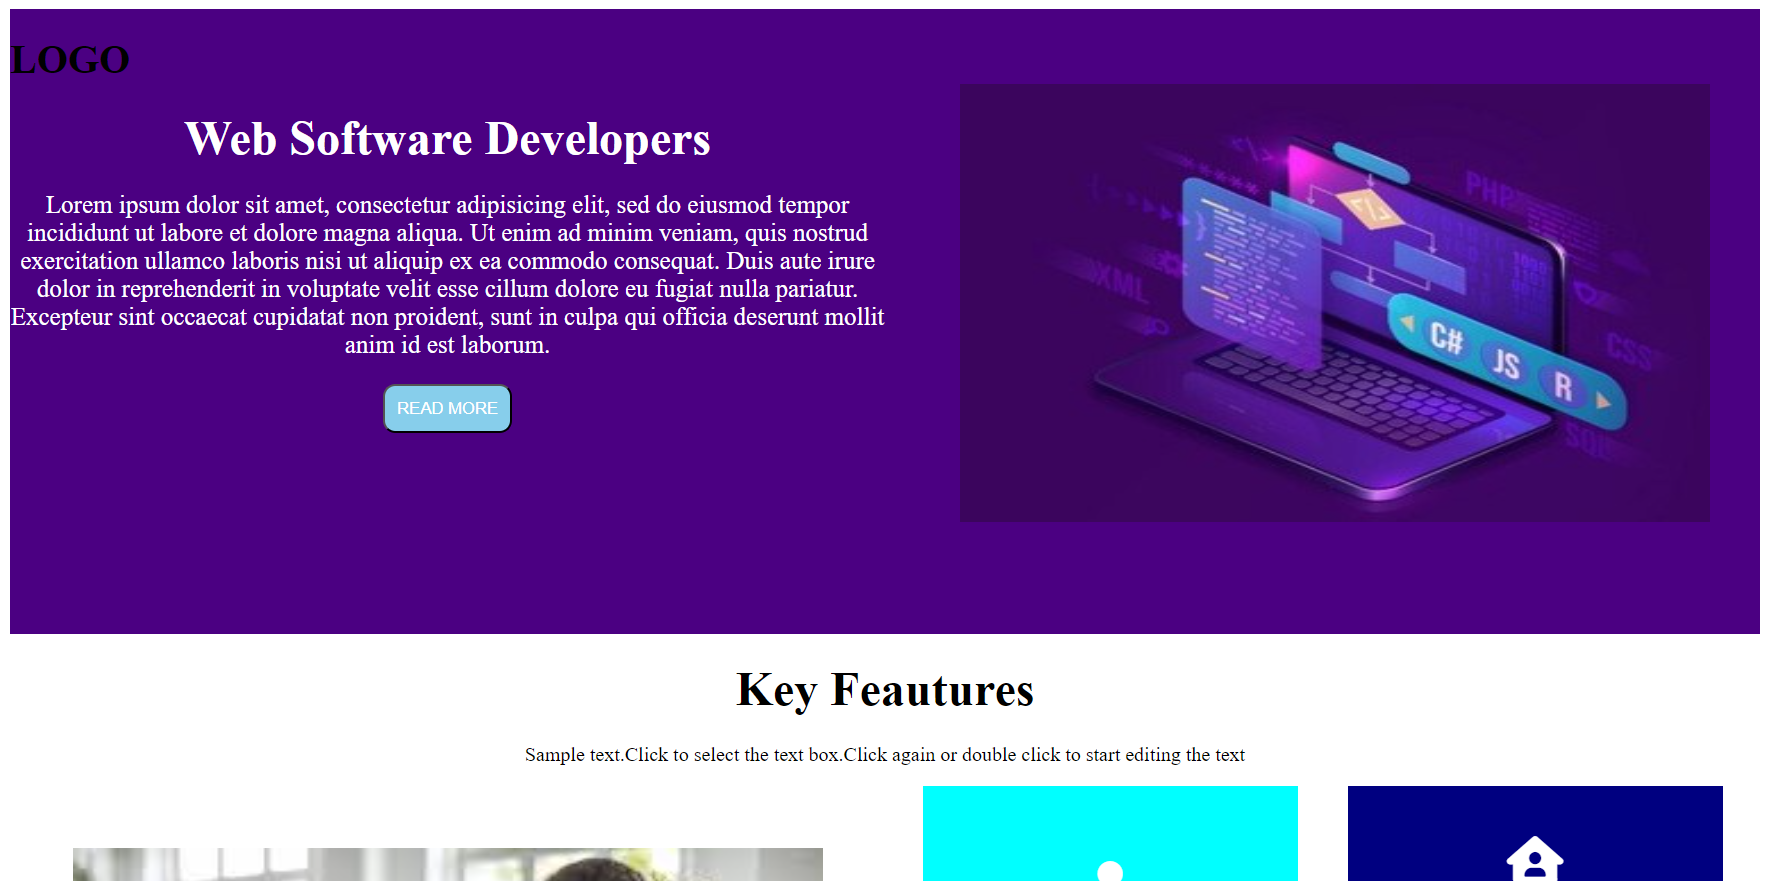 LOGO
Web Software Developers
Lorem ipsum dolor sit amet, consectetur adipisicing elit, sed do eiusmod tempor
incididunt ut labore et dolore magna aliqua. Ut enim ad minim veniam, quis nostrud
exercitation ullamco laboris nisi ut aliquip ex ea commodo consequat. Duis aute irure
dolor in reprehenderit in voluptate velit esse cillum dolore eu fugiat nulla pariatur.
Excepteur sint occaecat cupidatat non proident, sunt in culpa qui officia deserunt mollit
anim id est laborum.
READ MORE
</>
PHP
</>
XML
C# JS R
CSS
SQL
Key Feautures
Sample text.Click to select the text box.Click again or double click to start editing the text